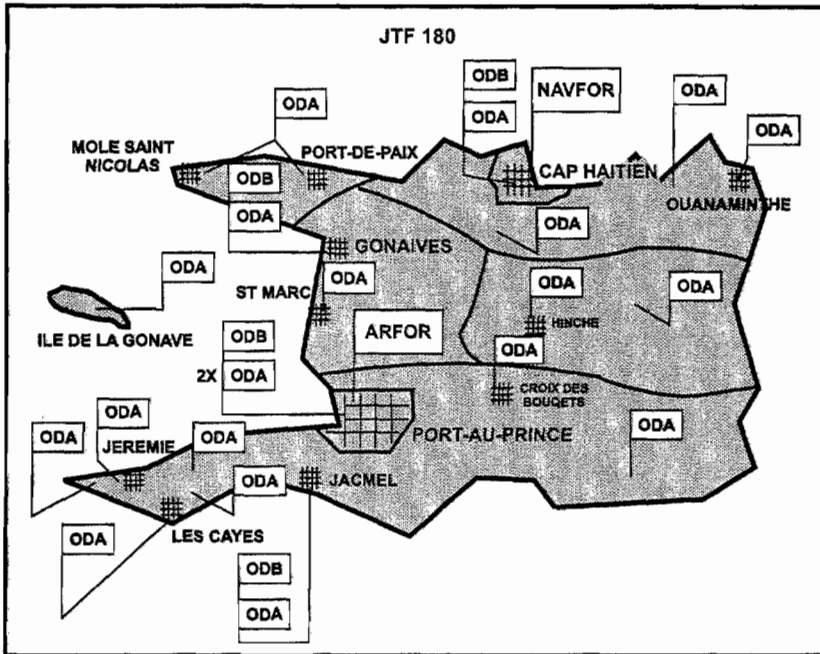 JTF 180
ODB
NAVFOR
ODA
ODA
ODA
ODA
MOLE SAINT
NICOLAS
PORT-DE-PAIX
CAP HAITIEN
ODB
OUANAMINTHE
ODA
ODA
GONAIVES
ODA
ODA
ODA
ODA
ST MARC
HINCHE
ILE DE LA GONAVE
ODB
ARFOR
ODA
2X
ODA
CROIX DES
BOUQETS
ODA
PORT-AU-PRINCE
ODA
ODA
ODA
JEREMIE
ODA
JACMEL
LES CAYES
ODA
ODB
ODA